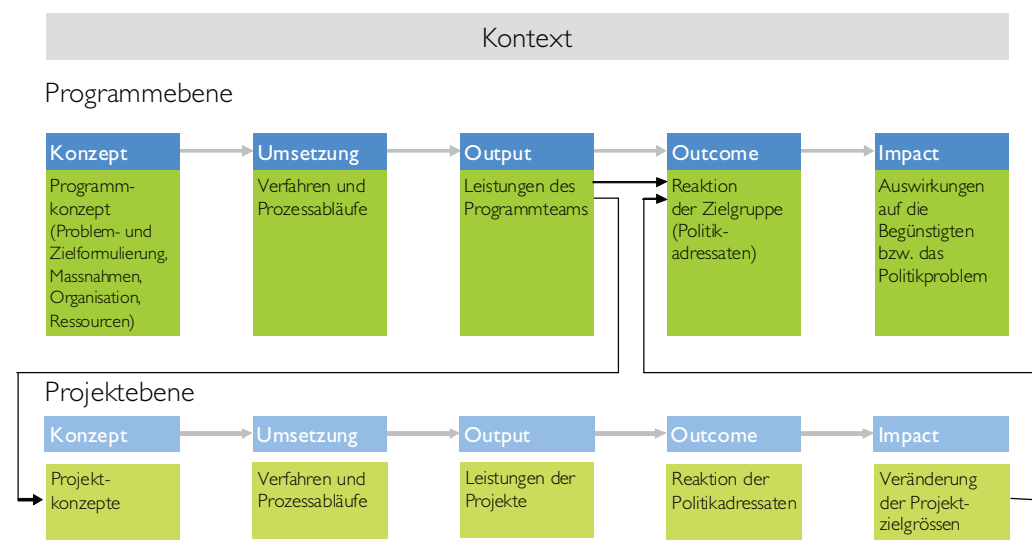 Kontext
Programmebene
Konzept
Programm-
konzept
(Problem- und
Zielformulierung,
Massnahmen,
Organisation,
Ressourcen)
Umsetzung
Verfahren und
Prozessabläufe
Output
Leistungen des
Programmteams
Outcome
Reaktion
der Zielgruppe
(Politik-
adressaten)
Impact
Auswirkungen
auf die
Begünstigten
bzw. das
Politikproblem
Projektebene
Konzept
Projekt-
konzepte
Umsetzung
Verfahren und
Prozessabläufe
Output
Leistungen der
Projekte
Outcome
Reaktion der
Politikadressaten
Impact
Veränderung
der Projekt-
zielgrössen